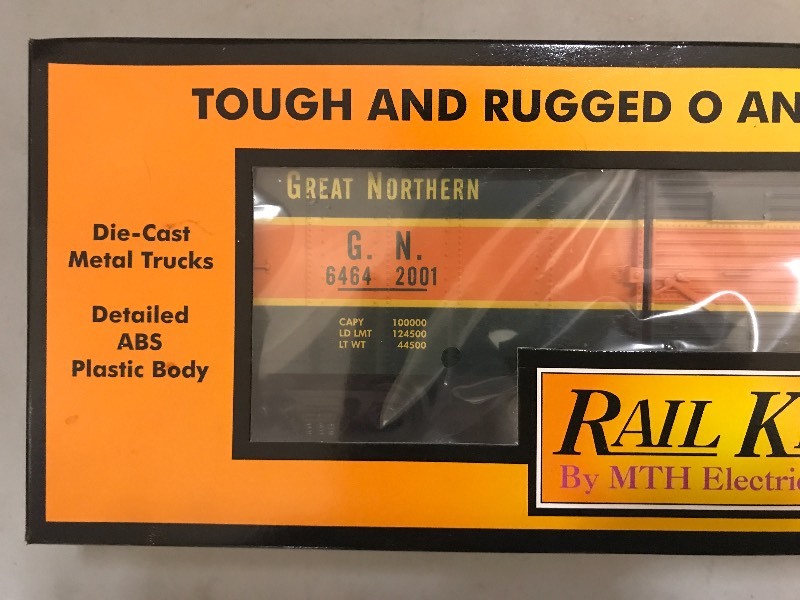 TOUGH AND RUGGED O AN
GREAT NORTHERN
G. N.
6464 2001
CAPY 100000
LD LMT 124500
LT WT 44500
Die-Cast
Metal Trucks
Detailed
ABS
Plastic Body
RAIL K
By MTH Electric